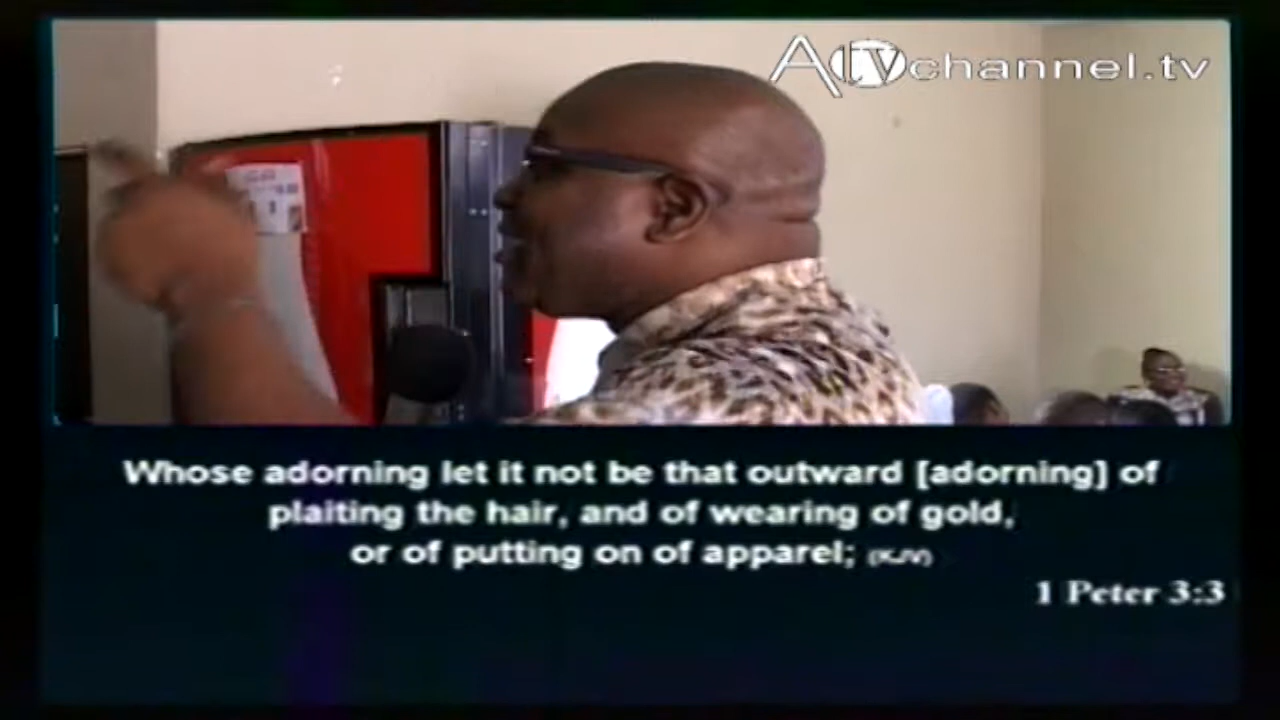 Atvchannel.tv
Whose adorning let it not be that outward [adorning] of
plaiting the hair, and of wearing of gold,
or of putting on of apparel; (KJV)
1 Peter 3:3